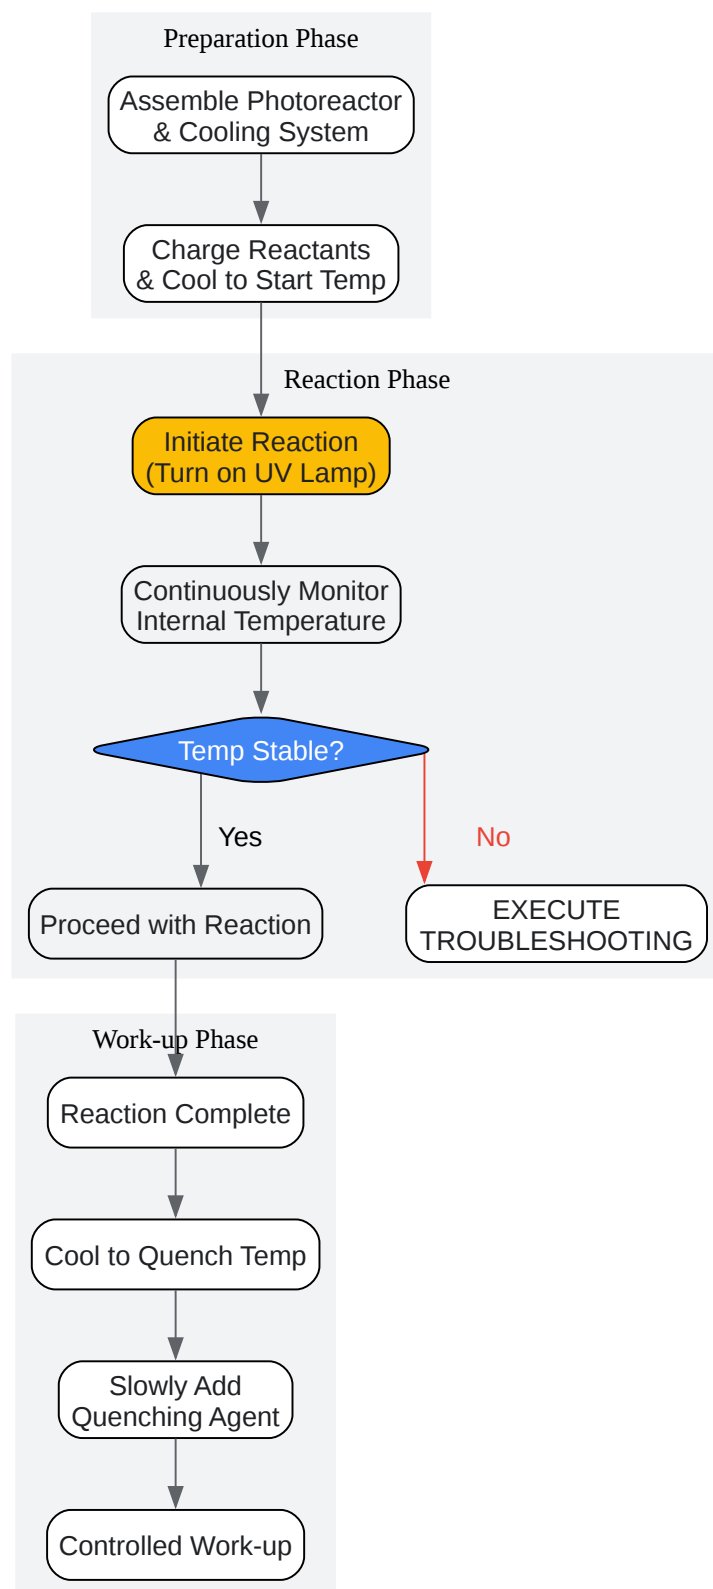 Preparation Phase
Assemble Photoreactor
& Cooling System
Charge Reactants
& Cool to Start Temp
Reaction Phase
Initiate Reaction
(Turn on UV Lamp)
Continuously Monitor
Internal Temperature
Temp Stable?
Yes
No
Proceed with Reaction
EXECUTE
TROUBLESHOOTING
Work-up Phase
Reaction Complete
Cool to Quench Temp
Slowly Add
Quenching Agent
Controlled Work-up